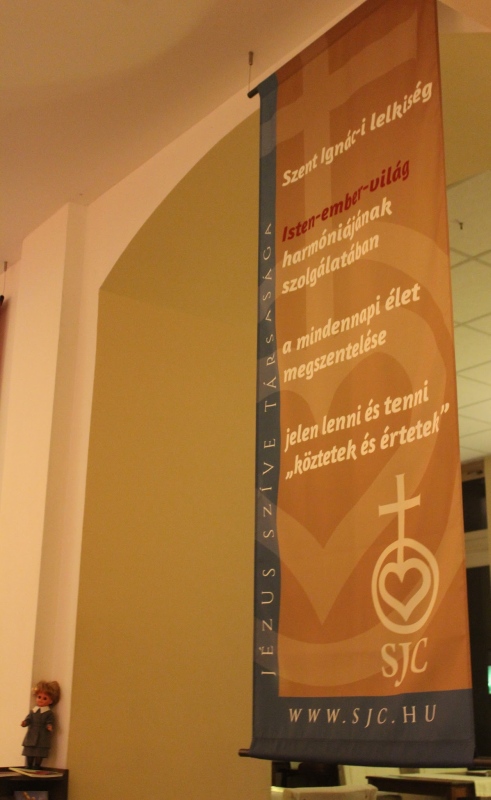 Szent Ignác-i lelkiség
Isten-ember-világ
harmóniájának
szolgálatában
a mindennapi élet
megszentelése
jelen lenni és tenni
„köztetek és értetek”
JÉZUS SZÍVE TÁRSASÁGA
SJC
WWW.SJC.HU